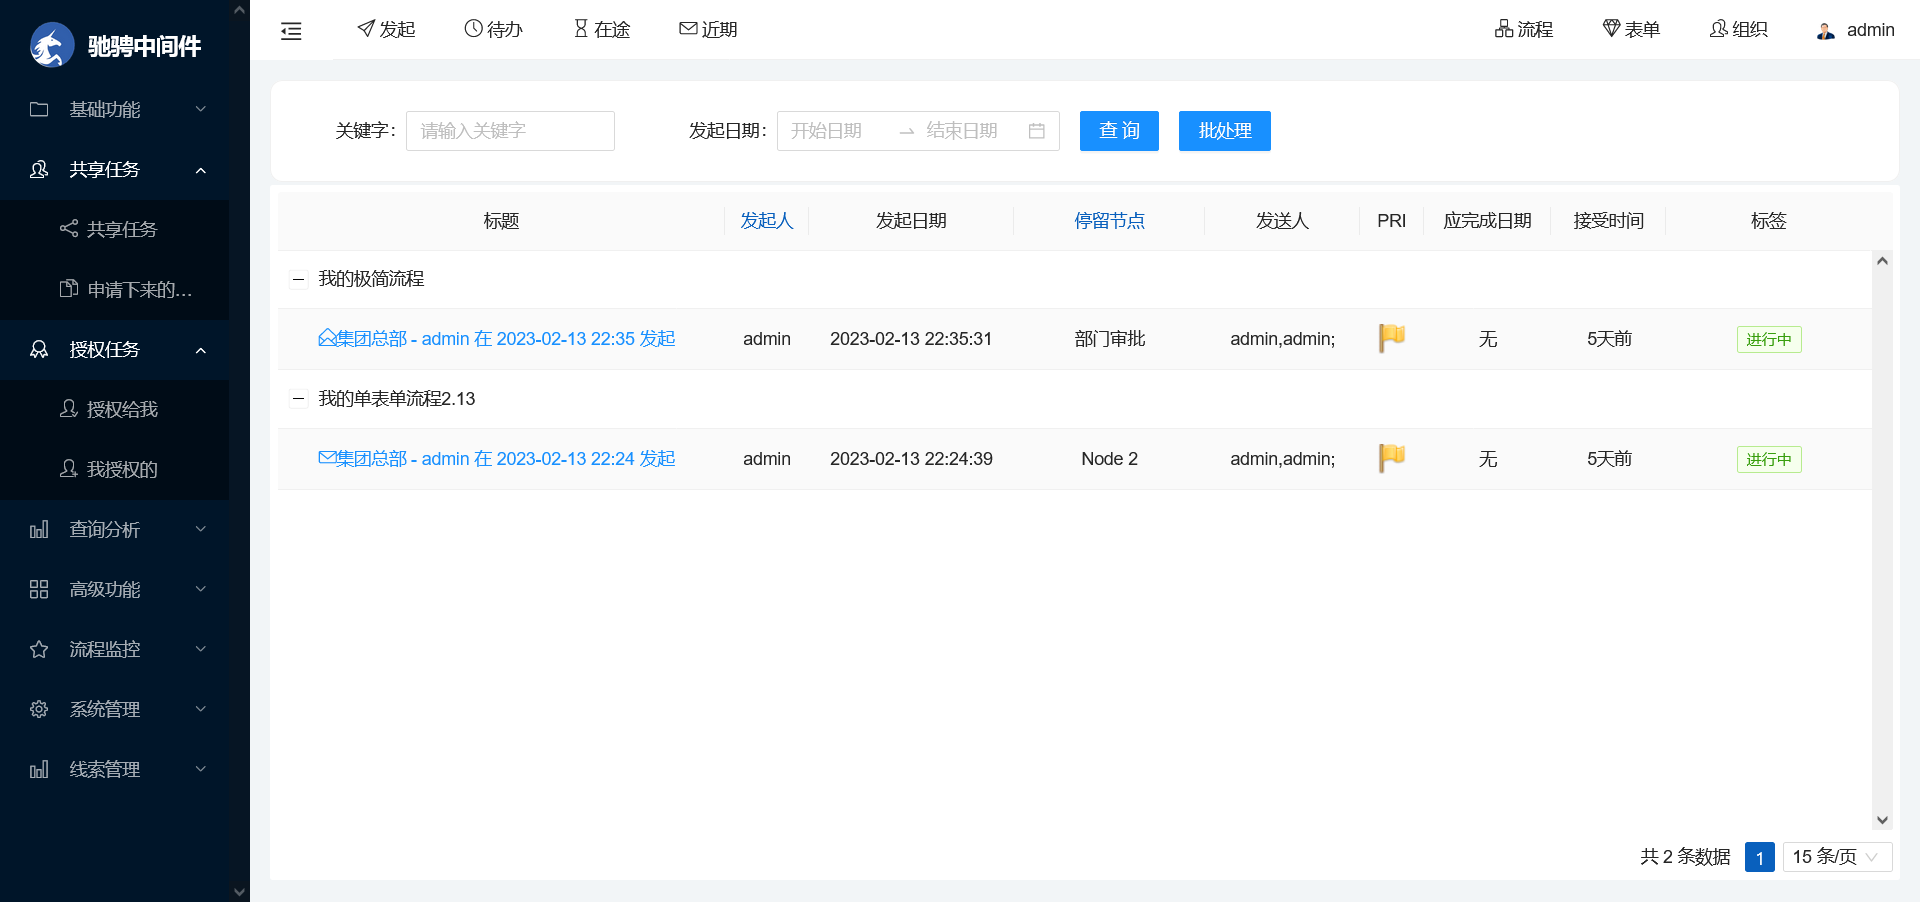 驰骋中间件
基础功能
共享任务
共享任务
申请下来的...
授权任务
授权给我
我授权的
查询分析
高级功能
流程监控
系统管理
线索管理
发起 待办 在途 近期 流程 表单 组织 admin
关键字: 请输入关键字 发起日期: 开始日期 → 结束日期 查 询 批处理
标题 发起人 发起日期 停留节点 发送人 PRI 应完成日期 接受时间 标签
我的极简流程
集团总部 - admin 在 2023-02-13 22:35 发起 admin 2023-02-13 22:35:31 部门审批 admin,admin; 无 5天前 进行中
我的单表单流程2.13
集团总部 - admin 在 2023-02-13 22:24 发起 admin 2023-02-13 22:24:39 Node 2 admin,admin; 无 5天前 进行中
共 2 条数据 1 15 条/页